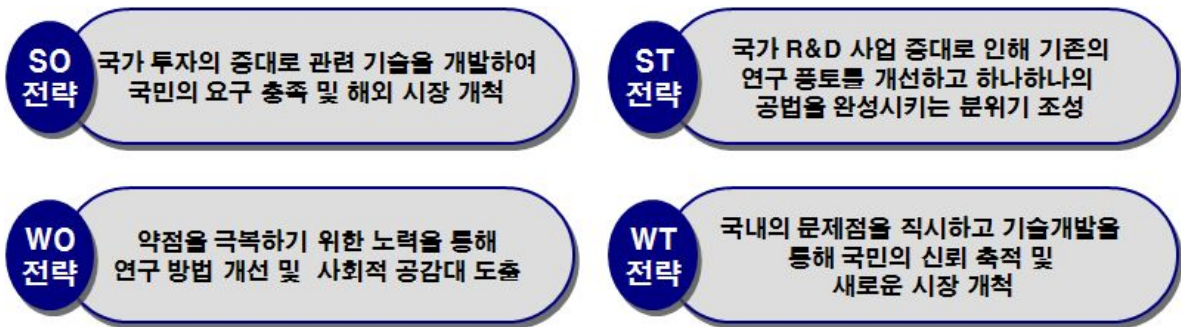 SO
전략
국가 투자의 증대로 관련 기술을 개발하여
국민의 요구 충족 및 해외 시장 개척
ST
전략
국가 R&D 사업 증대로 인해 기존의
연구 풍토를 개선하고 하나하나의
공법을 완성시키는 분위기 조성
WO
전략
약점을 극복하기 위한 노력을 통해
연구 방법 개선 및 사회적 공감대 도출
WT
전략
국내의 문제점을 직시하고 기술개발을
통해 국민의 신뢰 축적 및
새로운 시장 개척